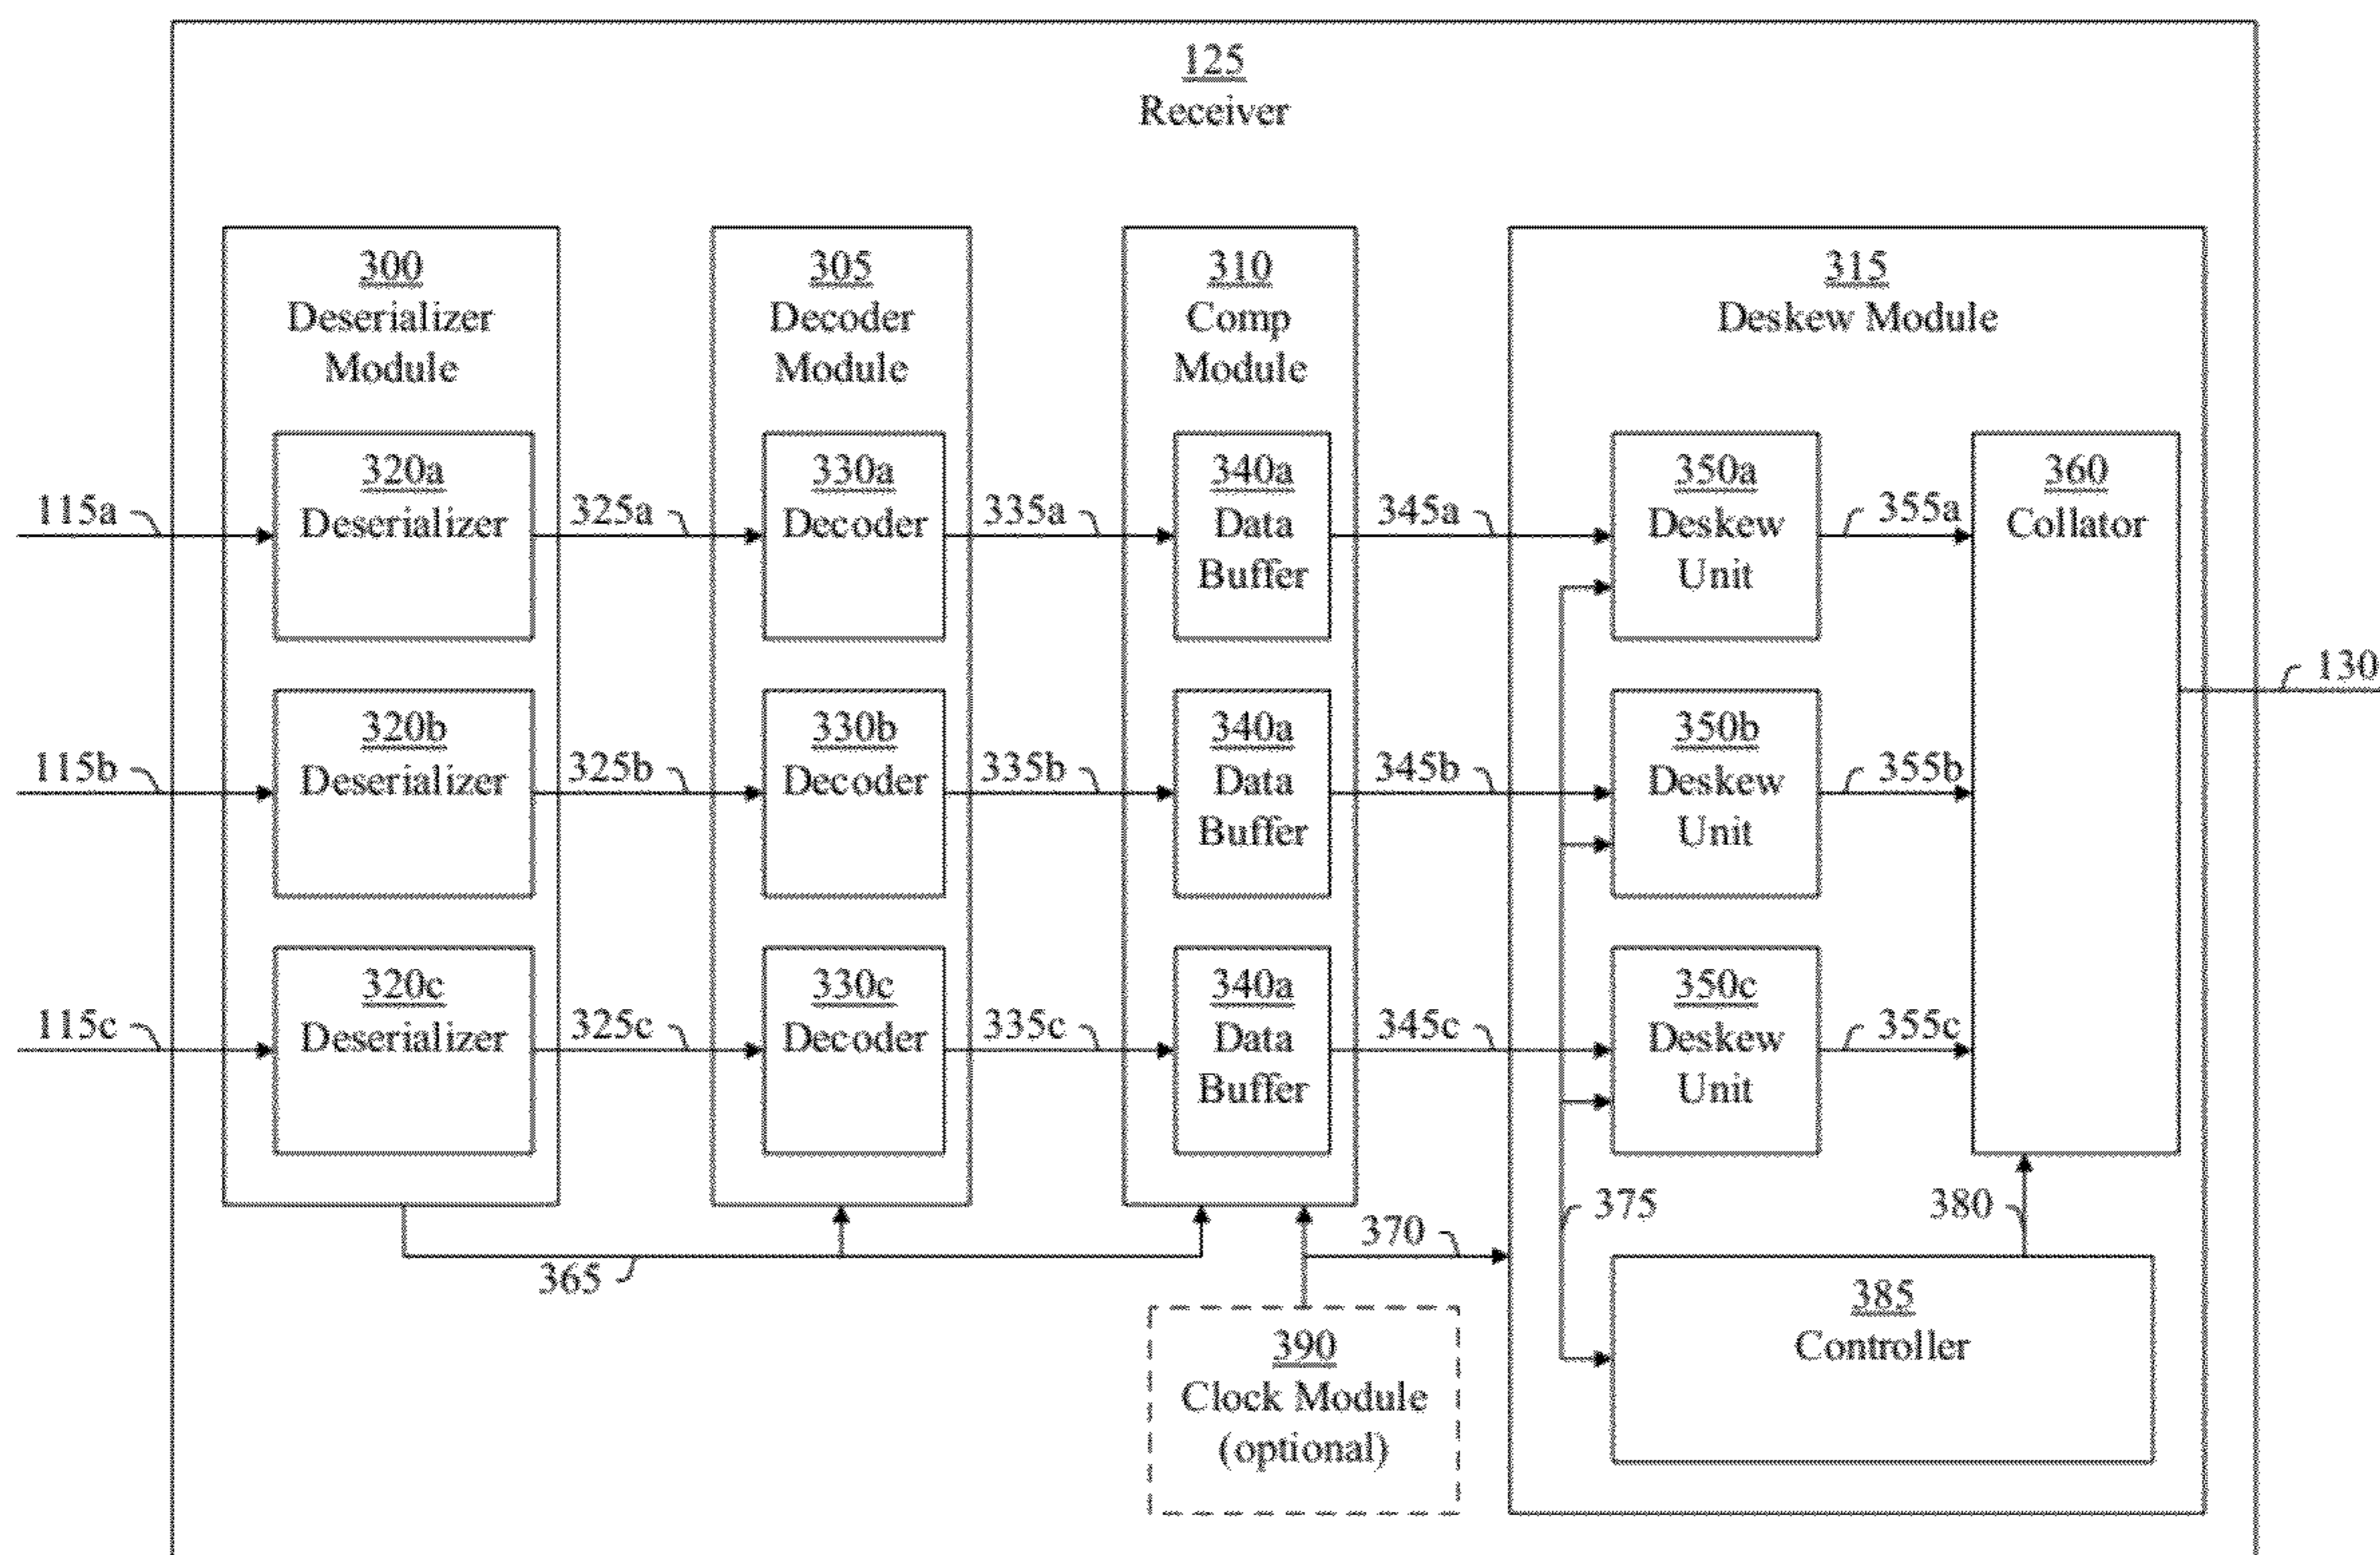 125
Receiver
300
Deserializer
Module
305
Decoder
Module
310
Comp
Module
315
Deskew Module
115a
320a
Deserializer
325a
330a
Decoder
335a
340a
Data
Buffer
345a
350a
Deskew
Unit
355a
360
Collator
130
115b
320b
Deserializer
325b
330b
Decoder
335b
340a
Data
Buffer
345b
350b
Deskew
Unit
355b
115c
320c
Deserializer
325c
330c
Decoder
335c
340a
Data
Buffer
345c
350c
Deskew
Unit
355c
365
370
375
380
390
Clock Module
(optional)
385
Controller